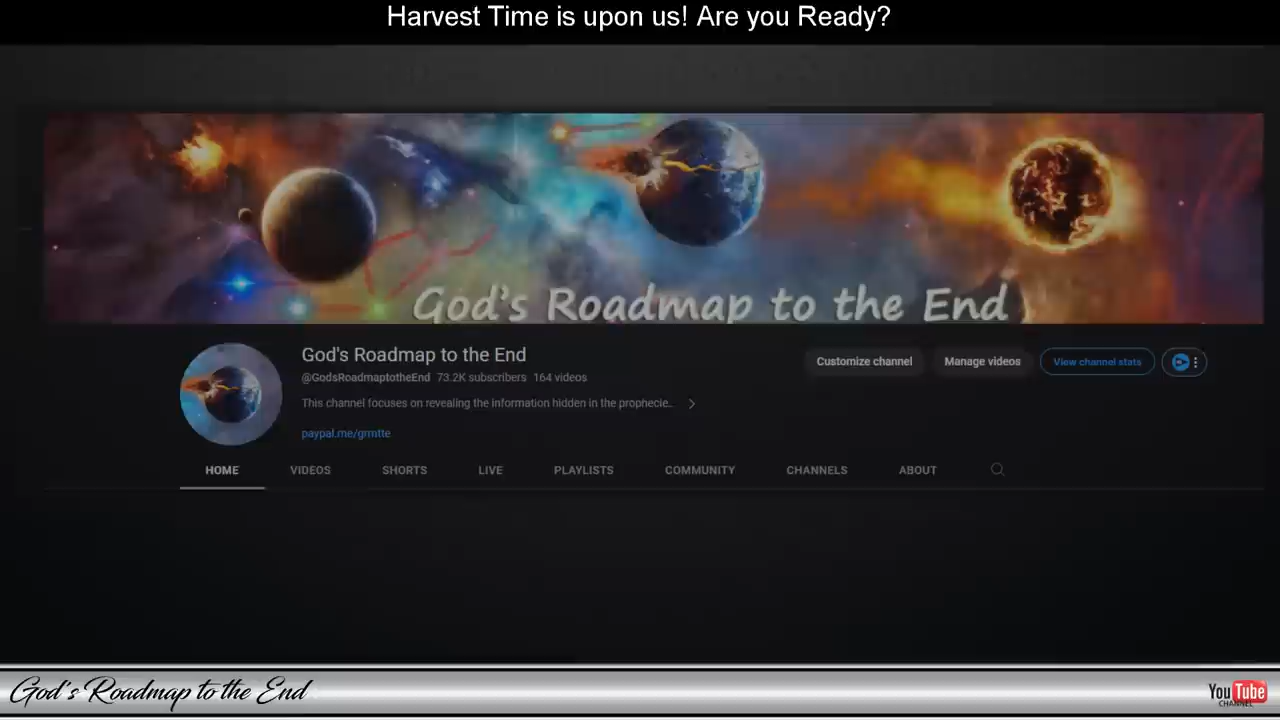 Harvest Time is upon us! Are you Ready?
God's Roadmap to the End
God's Roadmap to the End
Customize channel
Manage videos
View channel stats
@GodsRoadmaptotheEnd 73.2K subscribers 164 videos
This channel focuses on revealing the information hidden in the prophecie...
paypal.me/grmtte
HOME VIDEOS SHORTS LIVE PLAYLISTS COMMUNITY CHANNELS ABOUT
God's Roadmap to the End
YouTube
CHANNEL